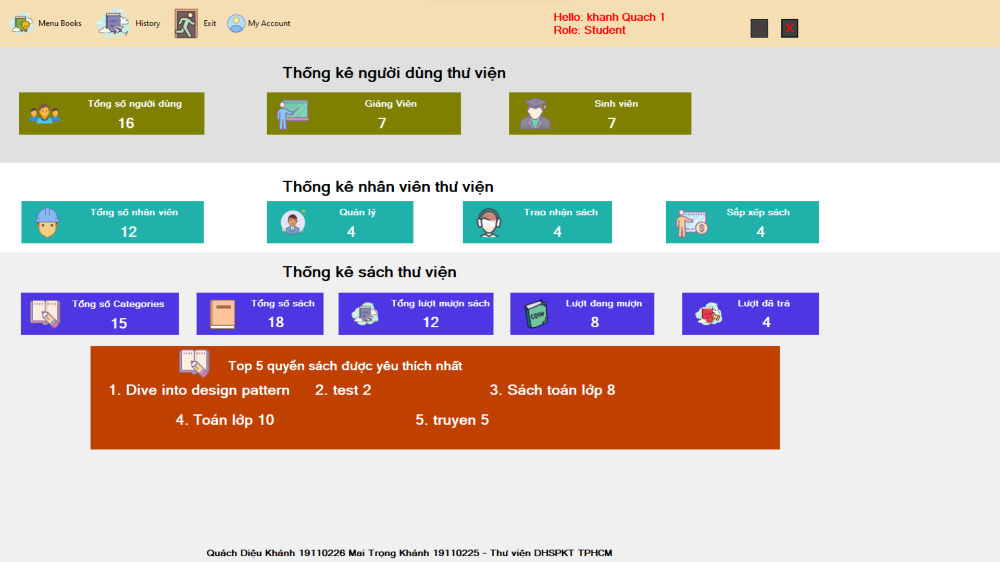 Menu Books
History
Exit
My Account
Hello: khanh Quach 1
Role: Student
-
X
Thống kê người dùng thư viện
Tổng số người dùng
16
Giảng Viên
7
Sinh viên
7
Thống kê nhân viên thư viện
Tổng số nhân viên
12
Quản lý
4
Trao nhận sách
4
Sắp xếp sách
4
Thống kê sách thư viện
Tổng số Categories
15
Tổng số sách
18
Tổng lượt mượn sách
12
Lượt đang mượn
8
Lượt đã trả
4
Top 5 quyển sách được yêu thích nhất
1. Dive into design pattern
2. test 2
3. Sách toán lớp 8
4. Toán lớp 10
5. truyen 5
Quách Diệu Khánh 19110226 Mai Trọng Khánh 19110225 - Thư viện DHSPKT TPHCM